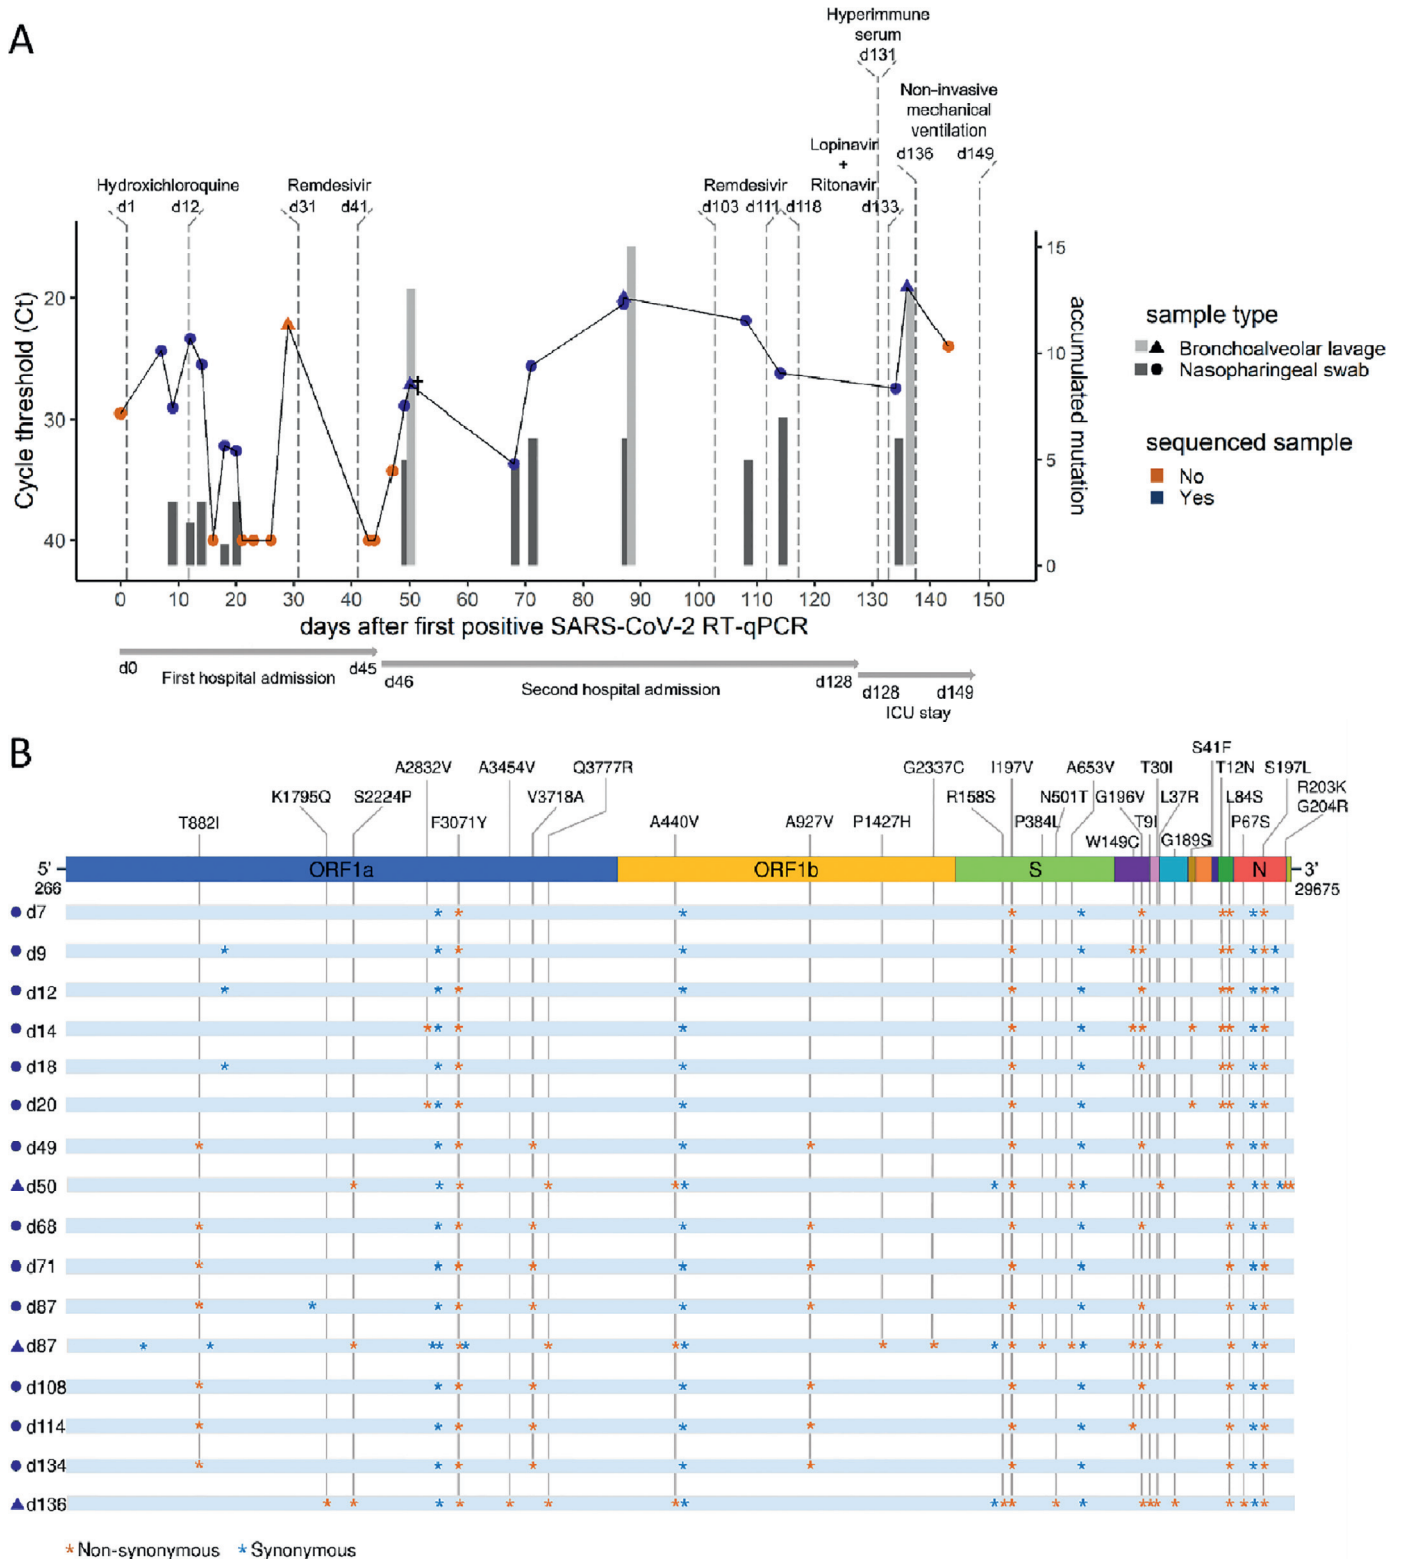 A
Hyperimmune
serum
d131
Non-invasive
mechanical
ventilation
d136 d149
Lopinavir
+
Ritonavir
d133
Hydroxichloroquine
d1 d12
Remdesivir
d31 d41
Remdesivir
d103 d111 d118
Cycle threshold (Ct)
20
30
40
15
10
5
0
accumulated mutation
0 10 20 30 40 50 60 70 80 90 100 110 120 130 140 150
days after first positive SARS-CoV-2 RT-qPCR
sample type
Bronchoalveolar lavage
Nasopharingeal swab
sequenced sample
No
Yes
d0 d45
First hospital admission
d46 d128
Second hospital admission
d128 d149
ICU stay
B
S41F
A2832V A3454V Q3777R G2337C I197V A653V T30I T12N S197L
K1795Q S2224P V3718A R158S N501T G196V L37R L84S R203K
G204R
T882I F3071Y A440V A927V P1427H P384L T9I P67S
W149C G189S
5' ORF1a ORF1b S N 3'
266 29675
d7
d9
d12
d14
d18
d20
d49
d50
d68
d71
d87
d87
d108
d114
d134
d136
* Non-synonymous * Synonymous